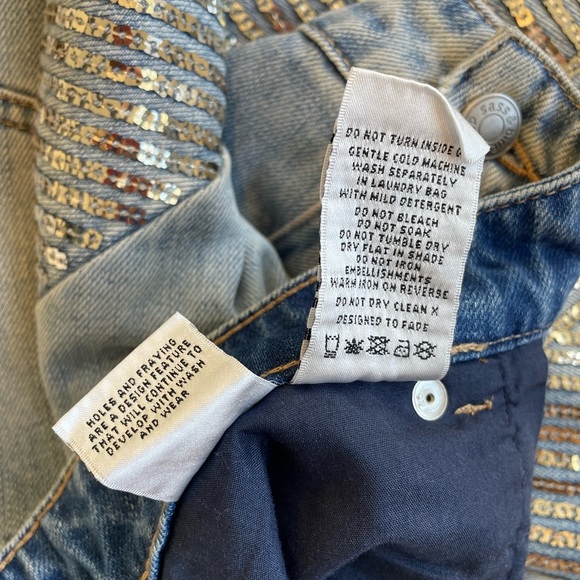 DO NOT TURN INSIDE O
GENTLE COLD MACHINE
WASH SEPARATELY
IN LAUNDRY BAG
WITH MILD DETERGENT
DO NOT BLEACH
DO NOT SOAK
DO NOT TUMBLE DRY
DRY FLAT IN SHADE
DO NOT IRON
EMBELLISHMENTS
WARM IRON ON REVERSE
DO NOT DRY CLEAN X
DESIGNED TO FADE
HOLES AND FRAYING
ARE A DESIGN FEATURE
THAT WILL CONTINUE TO
DEVELOP WITH WASH
AND WEAR